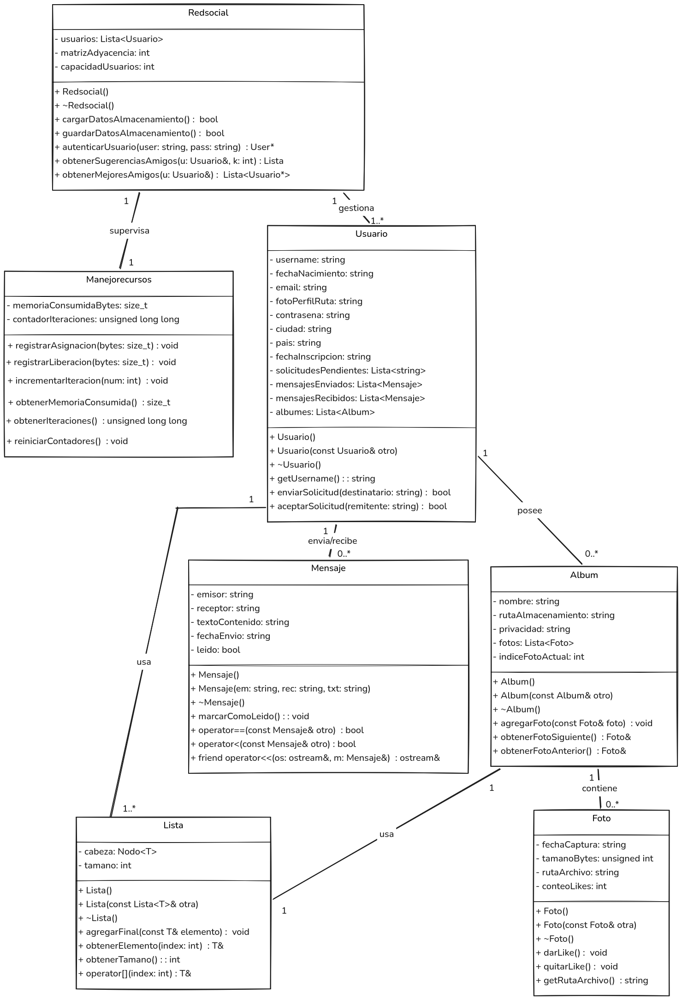 Redsocial
- usuarios: Lista<Usuario>
- matrizAdyacencia: int
- capacidadUsuarios: int
+ Redsocial()
+ ~Redsocial()
+ cargarDatosAlmacenamiento() :  bool
+ guardarDatosAlmacenamiento() :  bool
+ autenticarUsuario(user: string, pass: string)  : User*
+ obtenerSugerenciasAmigos(u: Usuario&, k: int) : Lista
+ obtenerMejoresAmigos(u: Usuario&) :  Lista<Usuario*>
1
1
gestiona
1..*
supervisa
1
Manejorecursos
- memoriaConsumidaBytes: size_t
- contadorIteraciones: unsigned long long
+ registrarAsignacion(bytes: size_t) : void
+ registrarLiberacion(bytes: size_t) :  void
+ incrementarIteracion(num: int)  : void
+ obtenerMemoriaConsumida()  : size_t
+ obtenerIteraciones()  : unsigned long long
+ reiniciarContadores()  : void
Usuario
- username: string
- fechaNacimiento: string
- email: string
- fotoPerfilRuta: string
- contrasena: string
- ciudad: string
- pais: string
- fechaInscripcion: string
- solicitudesPendientes: Lista<string>
- mensajesEnviados: Lista<Mensaje>
- mensajesRecibidos: Lista<Mensaje>
- albumes: Lista<Album>
+ Usuario()
+ Usuario(const Usuario& otro)
+ ~Usuario()
+ getUsername() : : string
+ enviarSolicitud(destinatario: string) :  bool
+ aceptarSolicitud(remitente: string) :  bool
1
1
posee
0..*
1
envia/recibe
0..*
usa
1..*
Mensaje
- emisor: string
- receptor: string
- textoContenido: string
- fechaEnvio: string
- leido: bool
+ Mensaje()
+ Mensaje(em: string, rec: string, txt: string)
+ ~Mensaje()
+ marcarComoLeido() : : void
+ operator==(const Mensaje& otro)  : bool
+ operator<(const Mensaje& otro) : bool
+ friend operator<<(os: ostream&, m: Mensaje&)  : ostream&
Album
- nombre: string
- rutaAlmacenamiento: string
- privacidad: string
- fotos: Lista<Foto>
- indiceFotoActual: int
+ Album()
+ Album(const Album& otro)
+ ~Album()
+ agregarFoto(const Foto& foto)  : void
+ obtenerFotoSiguiente()  : Foto&
+ obtenerFotoAnterior()  : Foto&
1
usa
1
1
contiene
0..*
Lista
- cabeza: Nodo<T>
- tamano: int
+ Lista()
+ Lista(const Lista<T>& otra)
+ ~Lista()
+ agregarFinal(const T& elemento) :  void
+ obtenerElemento(index: int)  : T&
+ obtenerTamano() : : int
+ operator[](index: int) : T&
Foto
- fechaCaptura: string
- tamanoBytes: unsigned int
- rutaArchivo: string
- conteoLikes: int
+ Foto()
+ Foto(const Foto& otra)
+ ~Foto()
+ darLike() :  void
+ quitarLike() :  void
+ getRutaArchivo()  : string